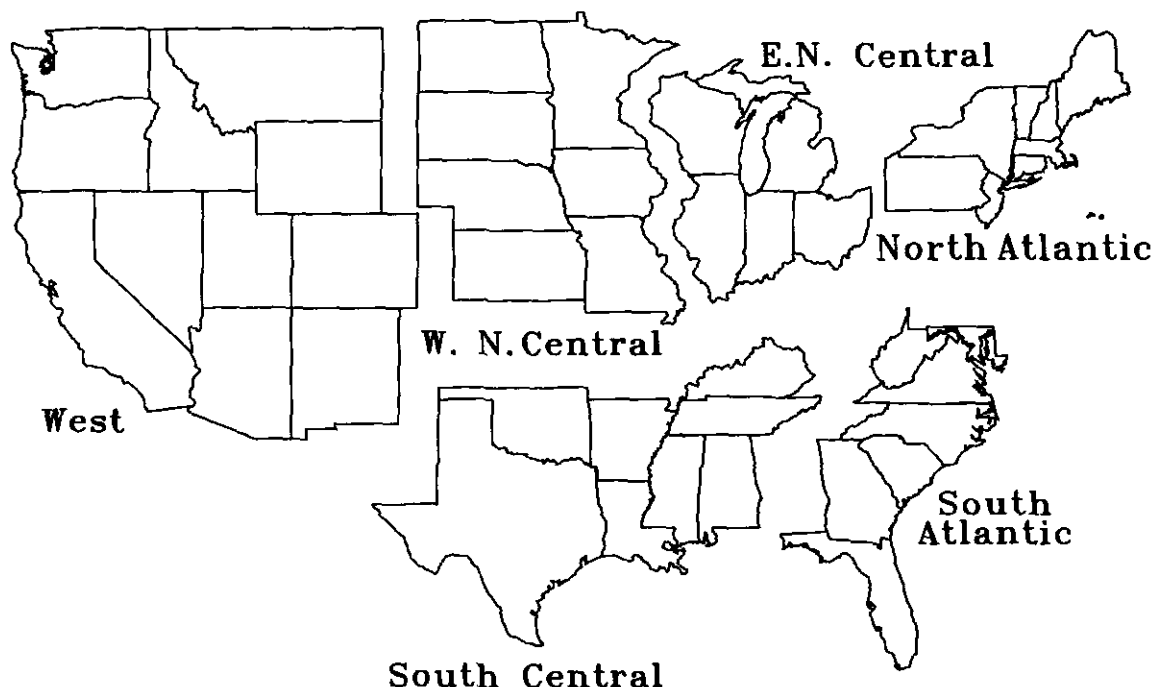 E.N. Central
North Atlantic
W. N. Central
West
South
Atlantic
South Central